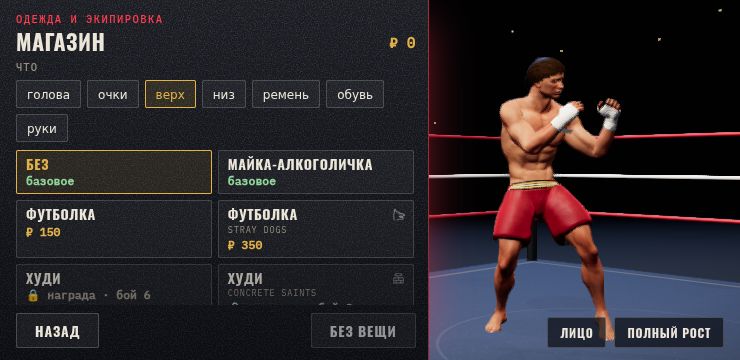 ОДЕЖДА И ЭКИПИРОВКА
МАГАЗИН
₽ 0
ЧТО
голова очки верх низ ремень обувь
руки
БЕЗ
базовое
МАЙКА-АЛКОГОЛИЧКА
базовое
ФУТБОЛКА
₽ 150
ФУТБОЛКА
STRAY DOGS
₽ 350
ХУДИ
награда · бой 6
ХУДИ
CONCRETE SAINTS
НАЗАД
БЕЗ ВЕЩИ
ЛИЦО
ПОЛНЫЙ РОСТ